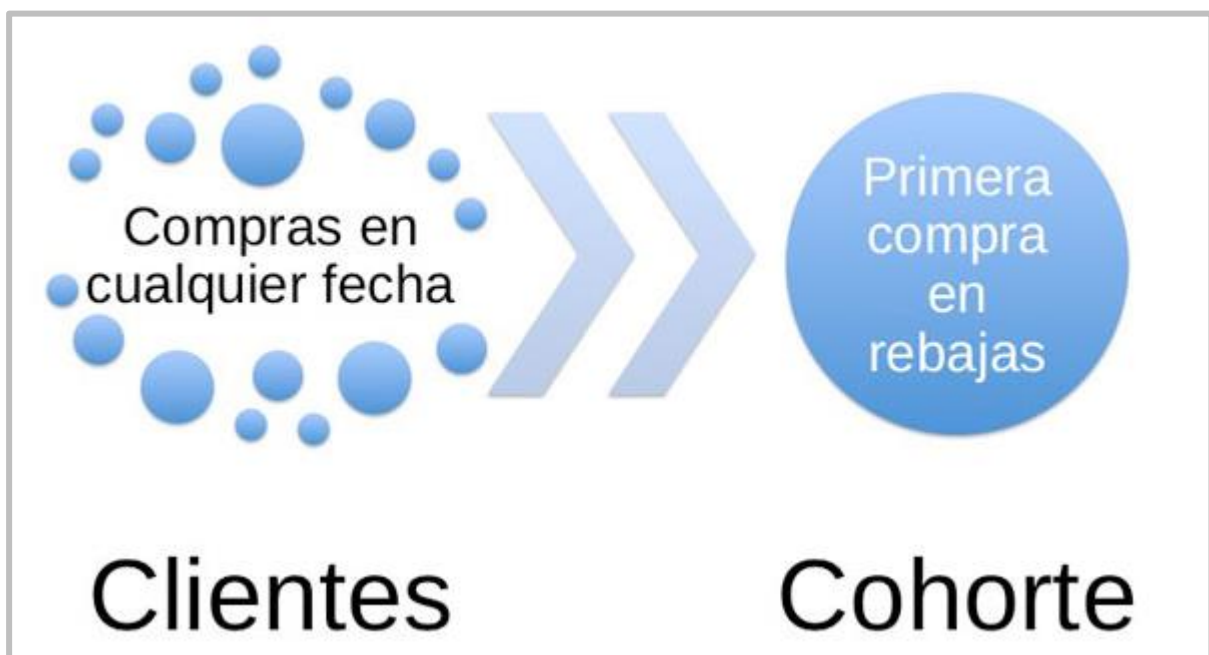 Compras en
cualquier fecha
Primera
compra
en
rebajas
Clientes
Cohorte